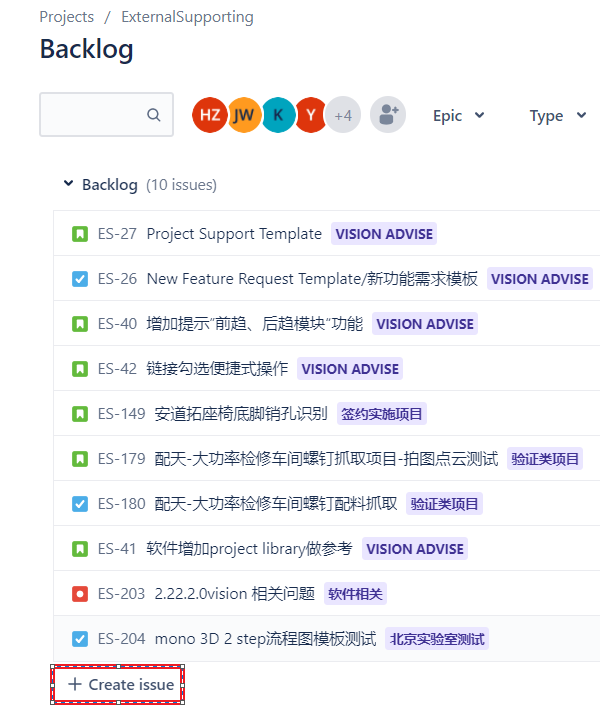 Projects / ExternalSupporting
Backlog
HZ JW K Y +4 Epic Type
Backlog (10 issues)
ES-27 Project Support Template VISION ADVISE
ES-26 New Feature Request Template/新功能需求模板 VISION ADVISE
ES-40 增加提示”前趋、后趋模块“功能 VISION ADVISE
ES-42 链接勾选便捷式操作 VISION ADVISE
ES-149 安道拓座椅底脚销孔识别 签约实施项目
ES-179 配天-大功率检修车间螺钉抓取项目-拍图点云测试 验证类项目
ES-180 配天-大功率检修车间螺钉配料抓取 验证类项目
ES-41 软件增加project library做参考 VISION ADVISE
ES-203 2.22.2.0vision 相关问题 软件相关
ES-204 mono 3D 2 step流程图模板测试 北京实验室测试
+ Create issue